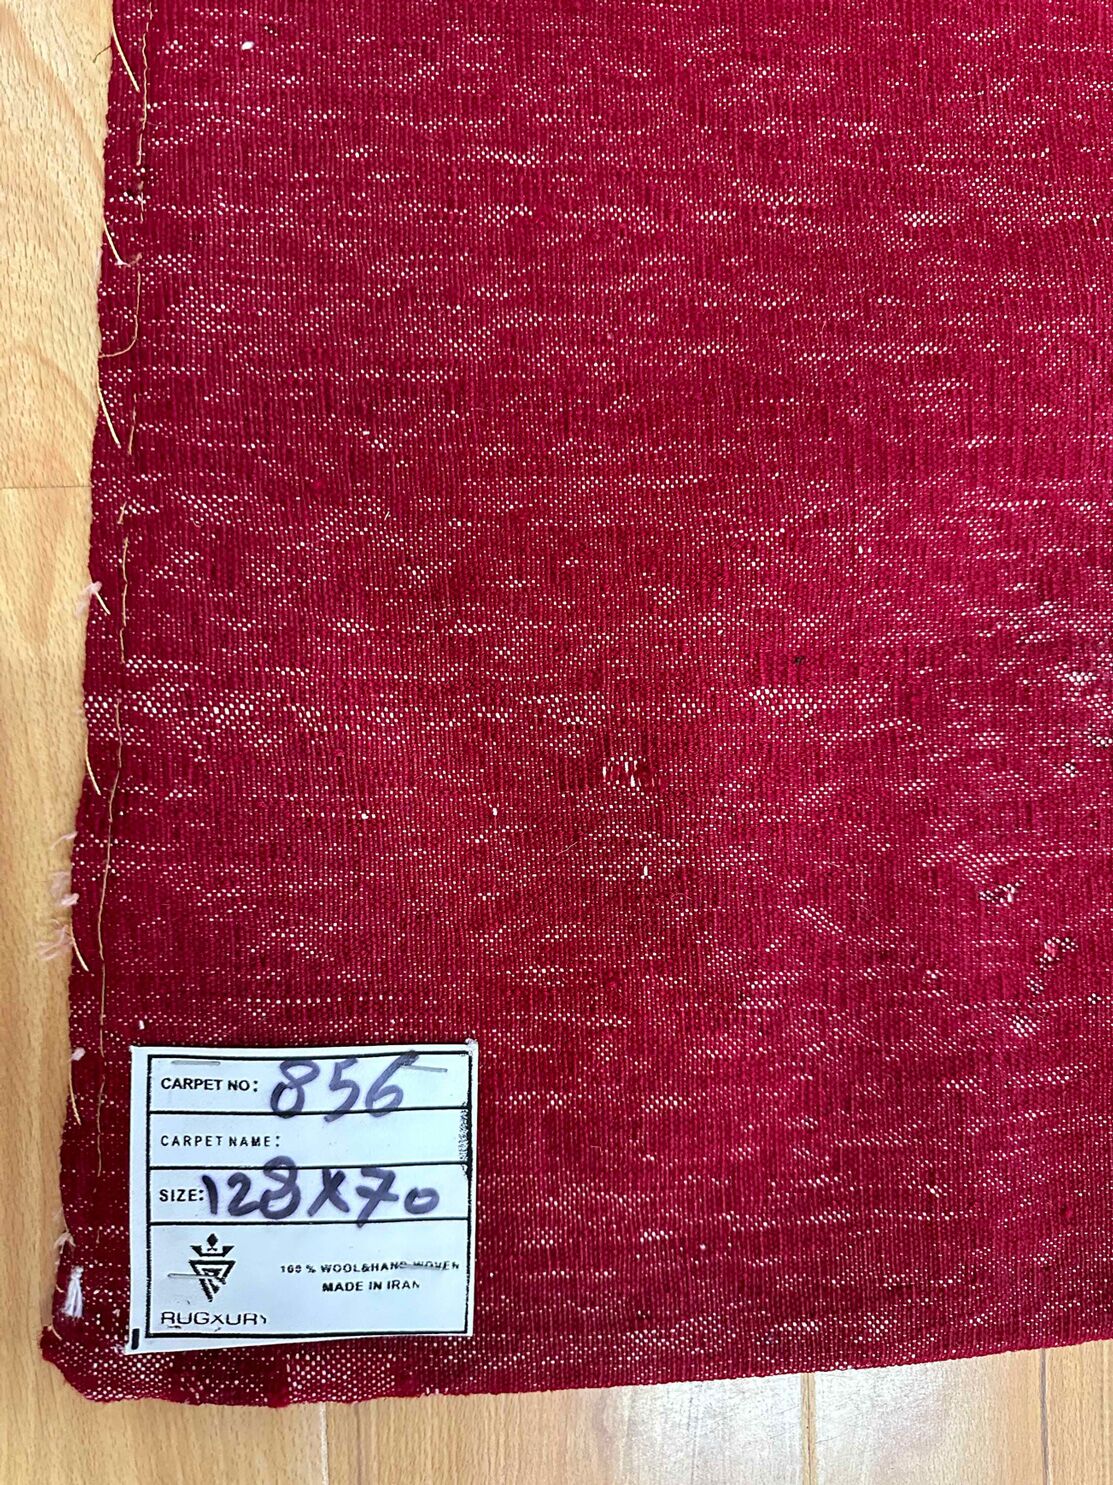 CARPET NO: 856
CARPET NAME:
SIZE: 128X70
100 % WOOL&HAND WOVEN
MADE IN IRAN
RUGXURY